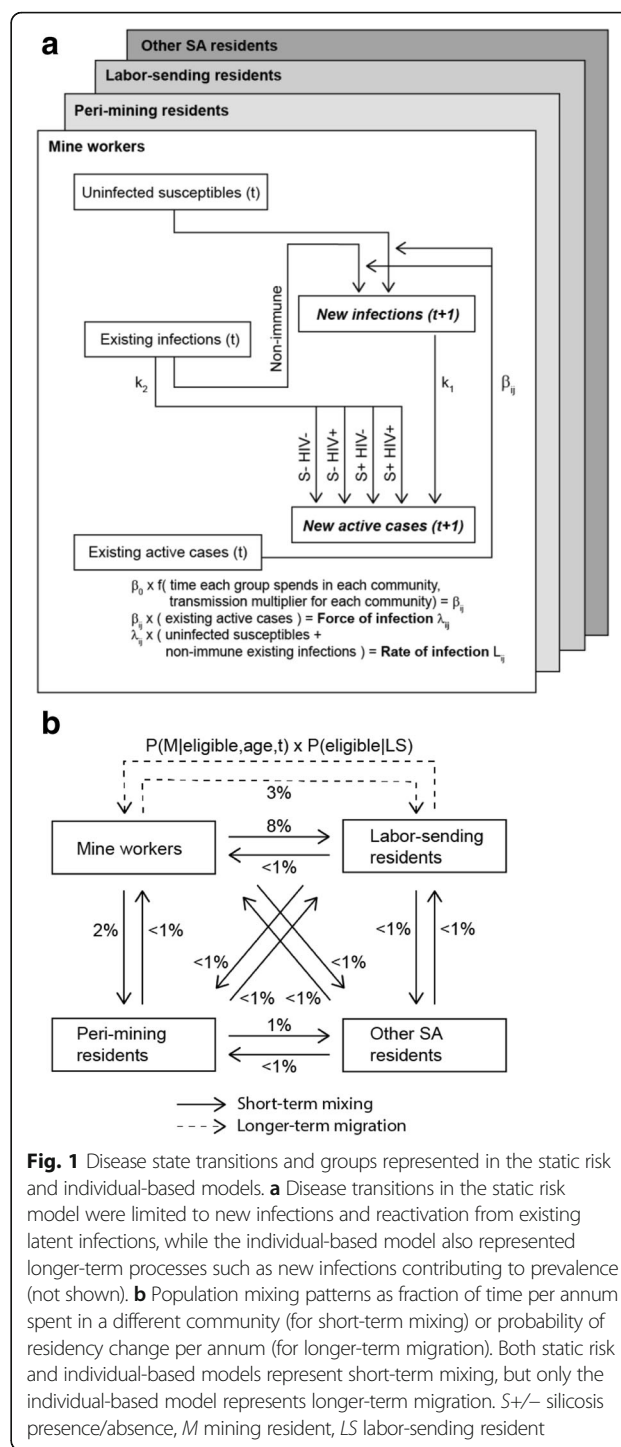 a
Other SA residents
Labor-sending residents
Peri-mining residents
Mine workers
Uninfected susceptibles (t)
Non-immune
New infections (t+1)
Existing infections (t)
k2
k1
βij
S- HIV-
S- HIV+
S+ HIV-
S+ HIV+
New active cases (t+1)
Existing active cases (t)
β0 x f( time each group spends in each community,
transmission multiplier for each community) = βij
βij x ( existing active cases ) = Force of infection λij
λij x ( uninfected susceptibles +
non-immune existing infections ) = Rate of infection Lij
b
P(M|eligible,age,t) x P(eligible|LS)
3%
Mine workers
8%
<1%
Labor-sending
residents
2%
<1%
<1%
<1%
<1%
<1%
<1%
<1%
Peri-mining
residents
1%
<1%
Other SA
residents
Short-term mixing
Longer-term migration
Fig. 1 Disease state transitions and groups represented in the static risk
and individual-based models. a Disease transitions in the static risk
model were limited to new infections and reactivation from existing
latent infections, while the individual-based model also represented
longer-term processes such as new infections contributing to prevalence
(not shown). b Population mixing patterns as fraction of time per annum
spent in a different community (for short-term mixing) or probability of
residency change per annum (for longer-term migration). Both static risk
and individual-based models represent short-term mixing, but only the
individual-based model represents longer-term migration. S+/− silicosis
presence/absence, M mining resident, LS labor-sending resident